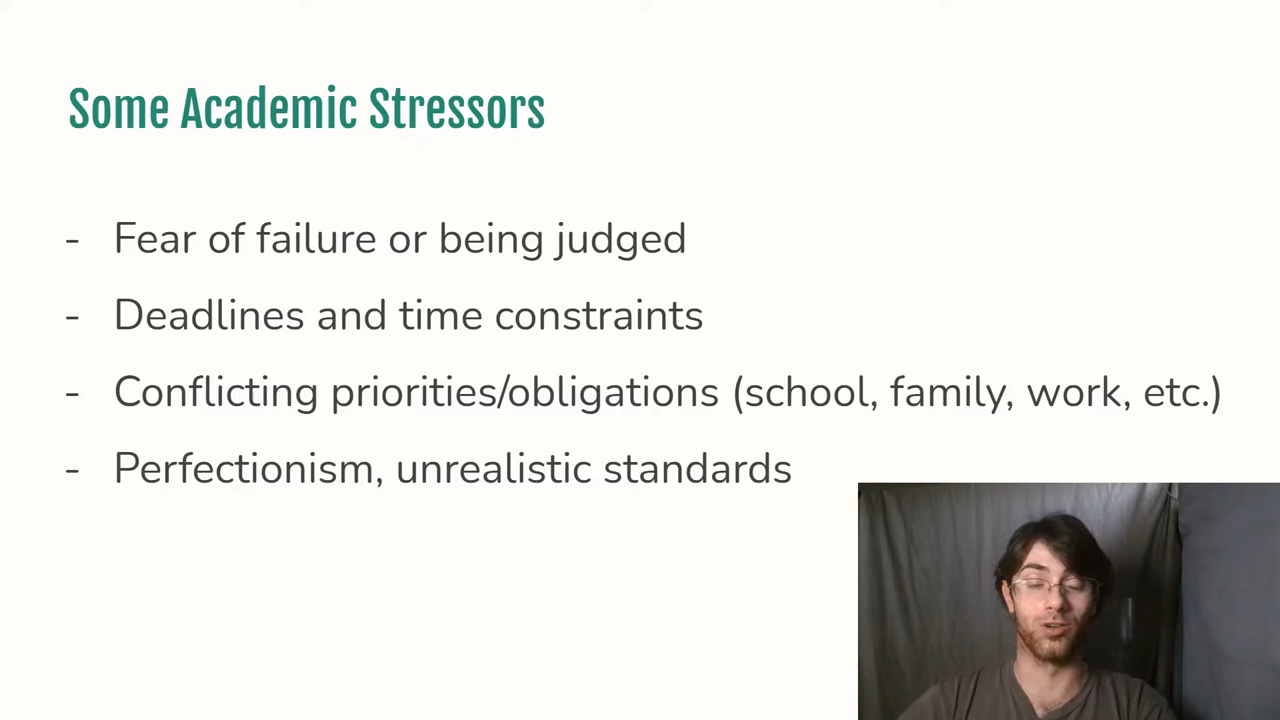 Some Academic Stressors
- Fear of failure or being judged
- Deadlines and time constraints
- Conflicting priorities/obligations (school, family, work, etc.)
- Perfectionism, unrealistic standards